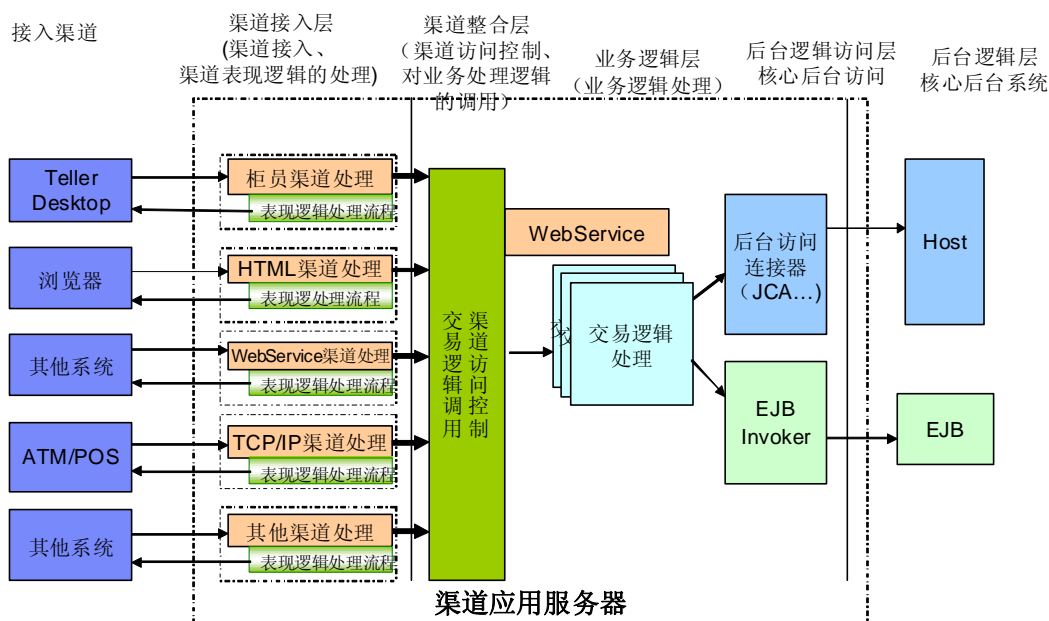 接入渠道
渠道接入层
(渠道接入、
渠道表现逻辑的处理)
渠道整合层
（渠道访问控制、
对业务处理逻辑
的调用）
业务逻辑层
（业务逻辑处理）
后台逻辑访问层
核心后台访问
后台逻辑层
核心后台系统
Teller
Desktop
柜员渠道处理
表现逻辑处理流程
浏览器
HTML渠道处理
表现逻处理流程
其他系统
WebService渠道处理
表现逻辑处理流程
ATM/POS
TCP/IP渠道处理
表现逻辑处理流程
其他系统
其他渠道处理
表现逻辑处理流程
渠道访问控制
交易逻辑调用
WebService
交
交
交易逻辑
处理
后台访问
连接器
（JCA…)
EJB
Invoker
Host
EJB
渠道应用服务器